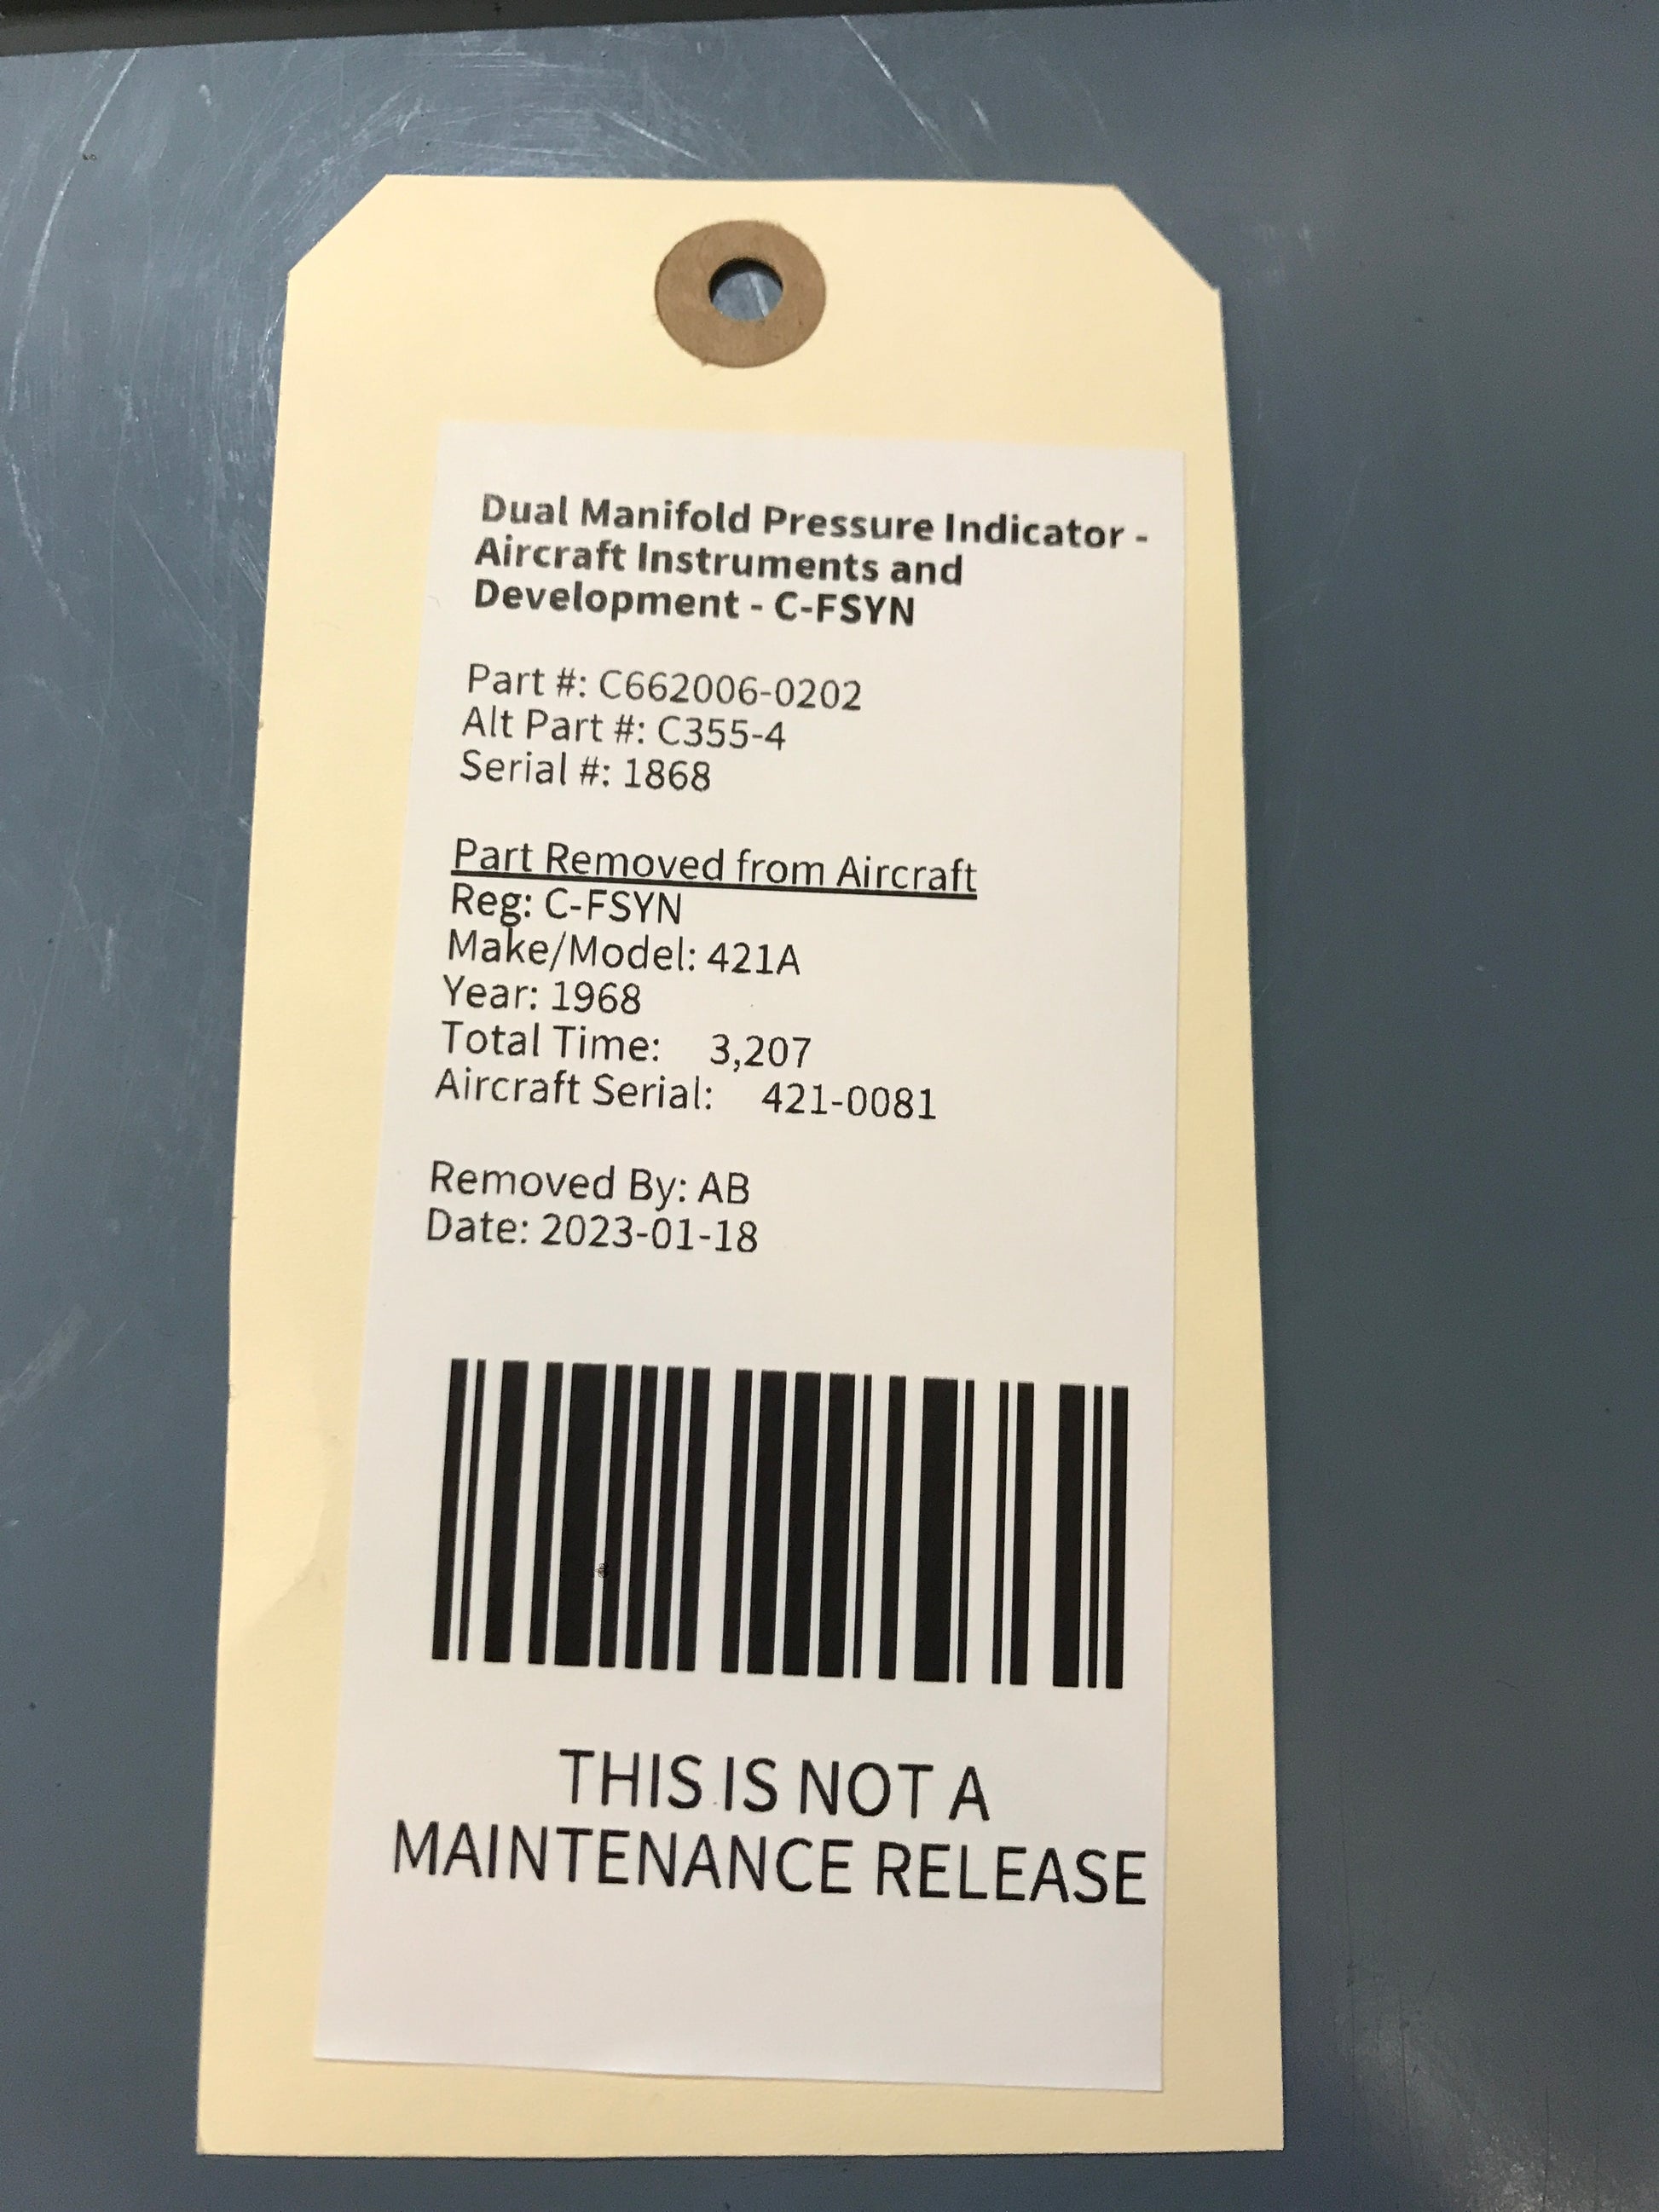 Dual Manifold Pressure Indicator -
Aircraft Instruments and
Development - C-FSYN
Part #: C662006-0202
Alt Part #: C355-4
Serial #: 1868
Part Removed from Aircraft
Reg: C-FSYN
Make/Model: 421A
Year: 1968
Total Time: 3,207
Aircraft Serial: 421-0081
Removed By: AB
Date: 2023-01-18
THIS IS NOT A
MAINTENANCE RELEASE